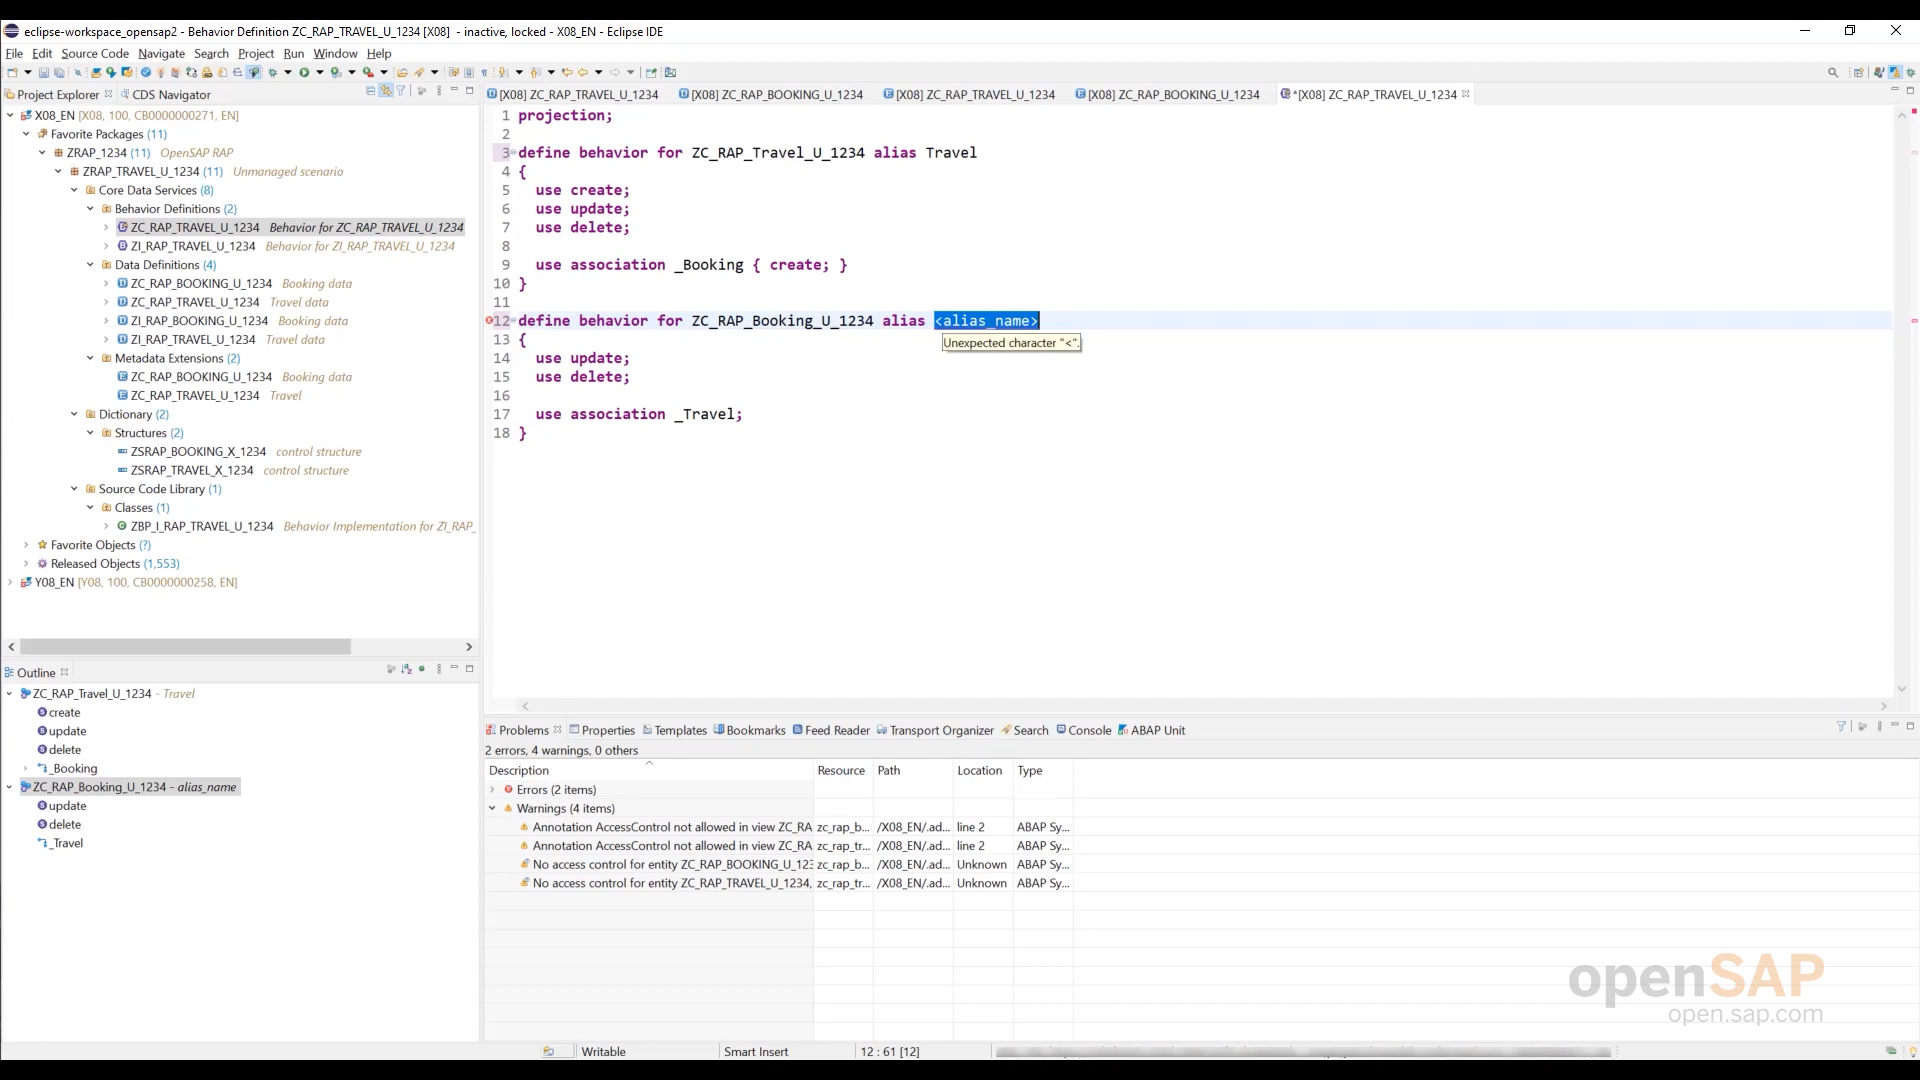 eclipse-workspace_opensap2 - Behavior Definition ZC_RAP_TRAVEL_U_1234 [X08]  - inactive, locked - X08_EN - Eclipse IDE
File Edit Source Code Navigate Search Project Run Window Help
Project Explorer CDS Navigator
X08_EN [X08, 100, CB0000000271, EN]
Favorite Packages (11)
ZRAP_1234 (11) OpenSAP RAP
ZRAP_TRAVEL_U_1234 (11) Unmanaged scenario
Core Data Services (8)
Behavior Definitions (2)
ZC_RAP_TRAVEL_U_1234 Behavior for ZC_RAP_TRAVEL_U_1234
ZI_RAP_TRAVEL_U_1234 Behavior for ZI_RAP_TRAVEL_U_1234
Data Definitions (4)
ZC_RAP_BOOKING_U_1234 Booking data
ZC_RAP_TRAVEL_U_1234 Travel data
ZI_RAP_BOOKING_U_1234 Booking data
ZI_RAP_TRAVEL_U_1234 Travel data
Metadata Extensions (2)
ZC_RAP_BOOKING_U_1234 Booking data
ZC_RAP_TRAVEL_U_1234 Travel
Dictionary (2)
Structures (2)
ZSRAP_BOOKING_X_1234 control structure
ZSRAP_TRAVEL_X_1234 control structure
Source Code Library (1)
Classes (1)
ZBP_I_RAP_TRAVEL_U_1234 Behavior Implementation for ZI_RAP_
Favorite Objects (?)
Released Objects (1,553)
Y08_EN [Y08, 100, CB0000000258, EN]
Outline
ZC_RAP_Travel_U_1234 - Travel
create
update
delete
_Booking
ZC_RAP_Booking_U_1234 - alias_name
update
delete
_Travel
[X08] ZC_RAP_TRAVEL_U_1234 [X08] ZC_RAP_BOOKING_U_1234 [X08] ZC_RAP_TRAVEL_U_1234 [X08] ZC_RAP_BOOKING_U_1234 *[X08] ZC_RAP_TRAVEL_U_1234
1 projection;
2
3 define behavior for ZC_RAP_Travel_U_1234 alias Travel
4 {
5 use create;
6 use update;
7 use delete;
8
9 use association _Booking { create; }
10 }
11
12 define behavior for ZC_RAP_Booking_U_1234 alias <alias_name>
13 {
Unexpected character "<".
14 use update;
15 use delete;
16
17 use association _Travel;
18 }
Problems Properties Templates Bookmarks Feed Reader Transport Organizer Search Console ABAP Unit
2 errors, 4 warnings, 0 others
Description Resource Path Location Type
Errors (2 items)
Warnings (4 items)
Annotation AccessControl not allowed in view ZC_RA zc_rap_b... /X08_EN/.ad... line 2 ABAP Sy...
Annotation AccessControl not allowed in view ZC_RA zc_rap_tr... /X08_EN/.ad... line 2 ABAP Sy...
No access control for entity ZC_RAP_BOOKING_U_123 zc_rap_b... /X08_EN/.ad... Unknown ABAP Sy...
No access control for entity ZC_RAP_TRAVEL_U_1234, zc_rap_tr... /X08_EN/.ad... Unknown ABAP Sy...
openSAP
open.sap.com
Writable Smart Insert 12 : 61 [12]